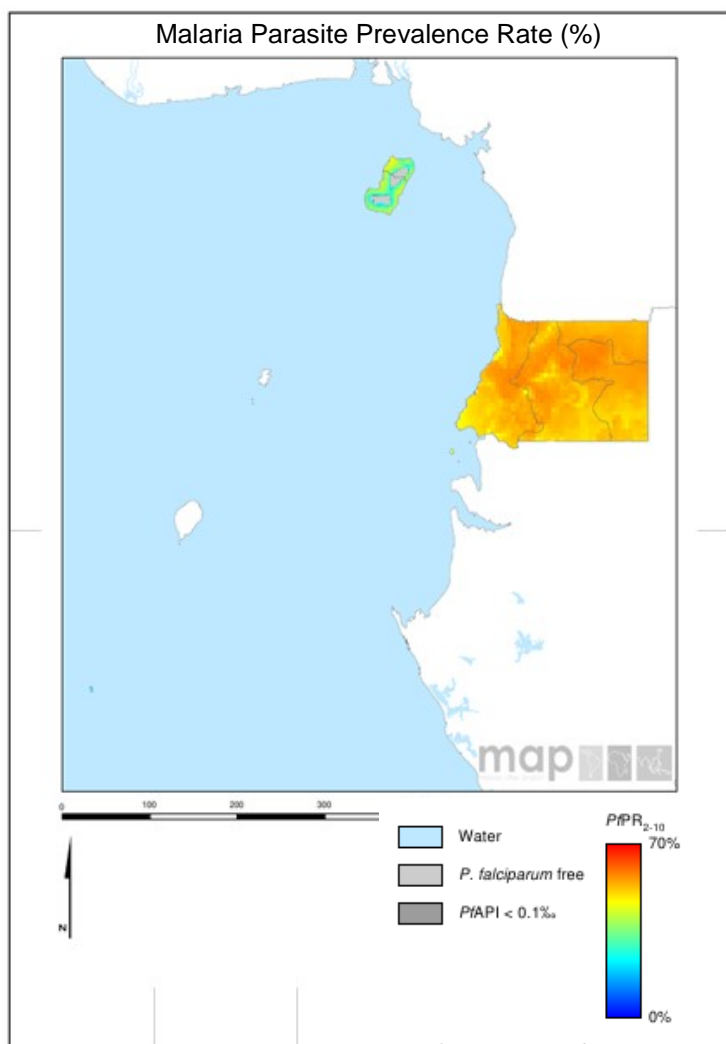 Malaria Parasite Prevalence Rate (%)
map
0 100 200 300
Water
P. falciparum free
PfAPI < 0.1‰
N
PfPR2-10
70%
0%